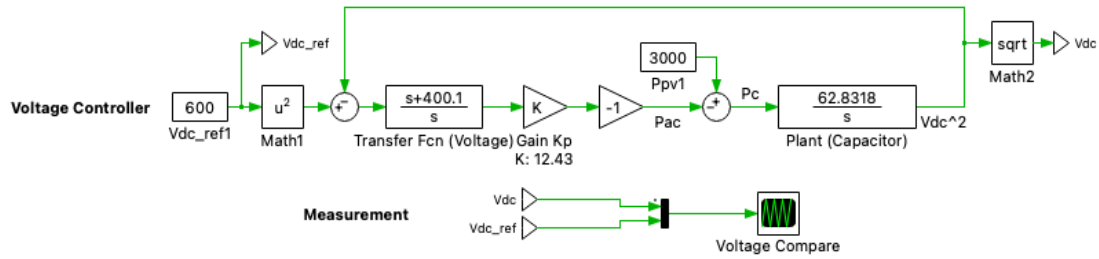 sqrt
Vdc_ref
Vdc
3000
Math2
Ppv1
Voltage Controller
600
u²
+
−
s+400.1
s
K
-1
−
+
Pc
62.8318
s
Pac
Vdc_ref1
Math1
Transfer Fcn (Voltage)
Gain Kp
K: 12.43
Plant (Capacitor)
Vdc^2
Measurement
Vdc
Vdc_ref
Voltage Compare